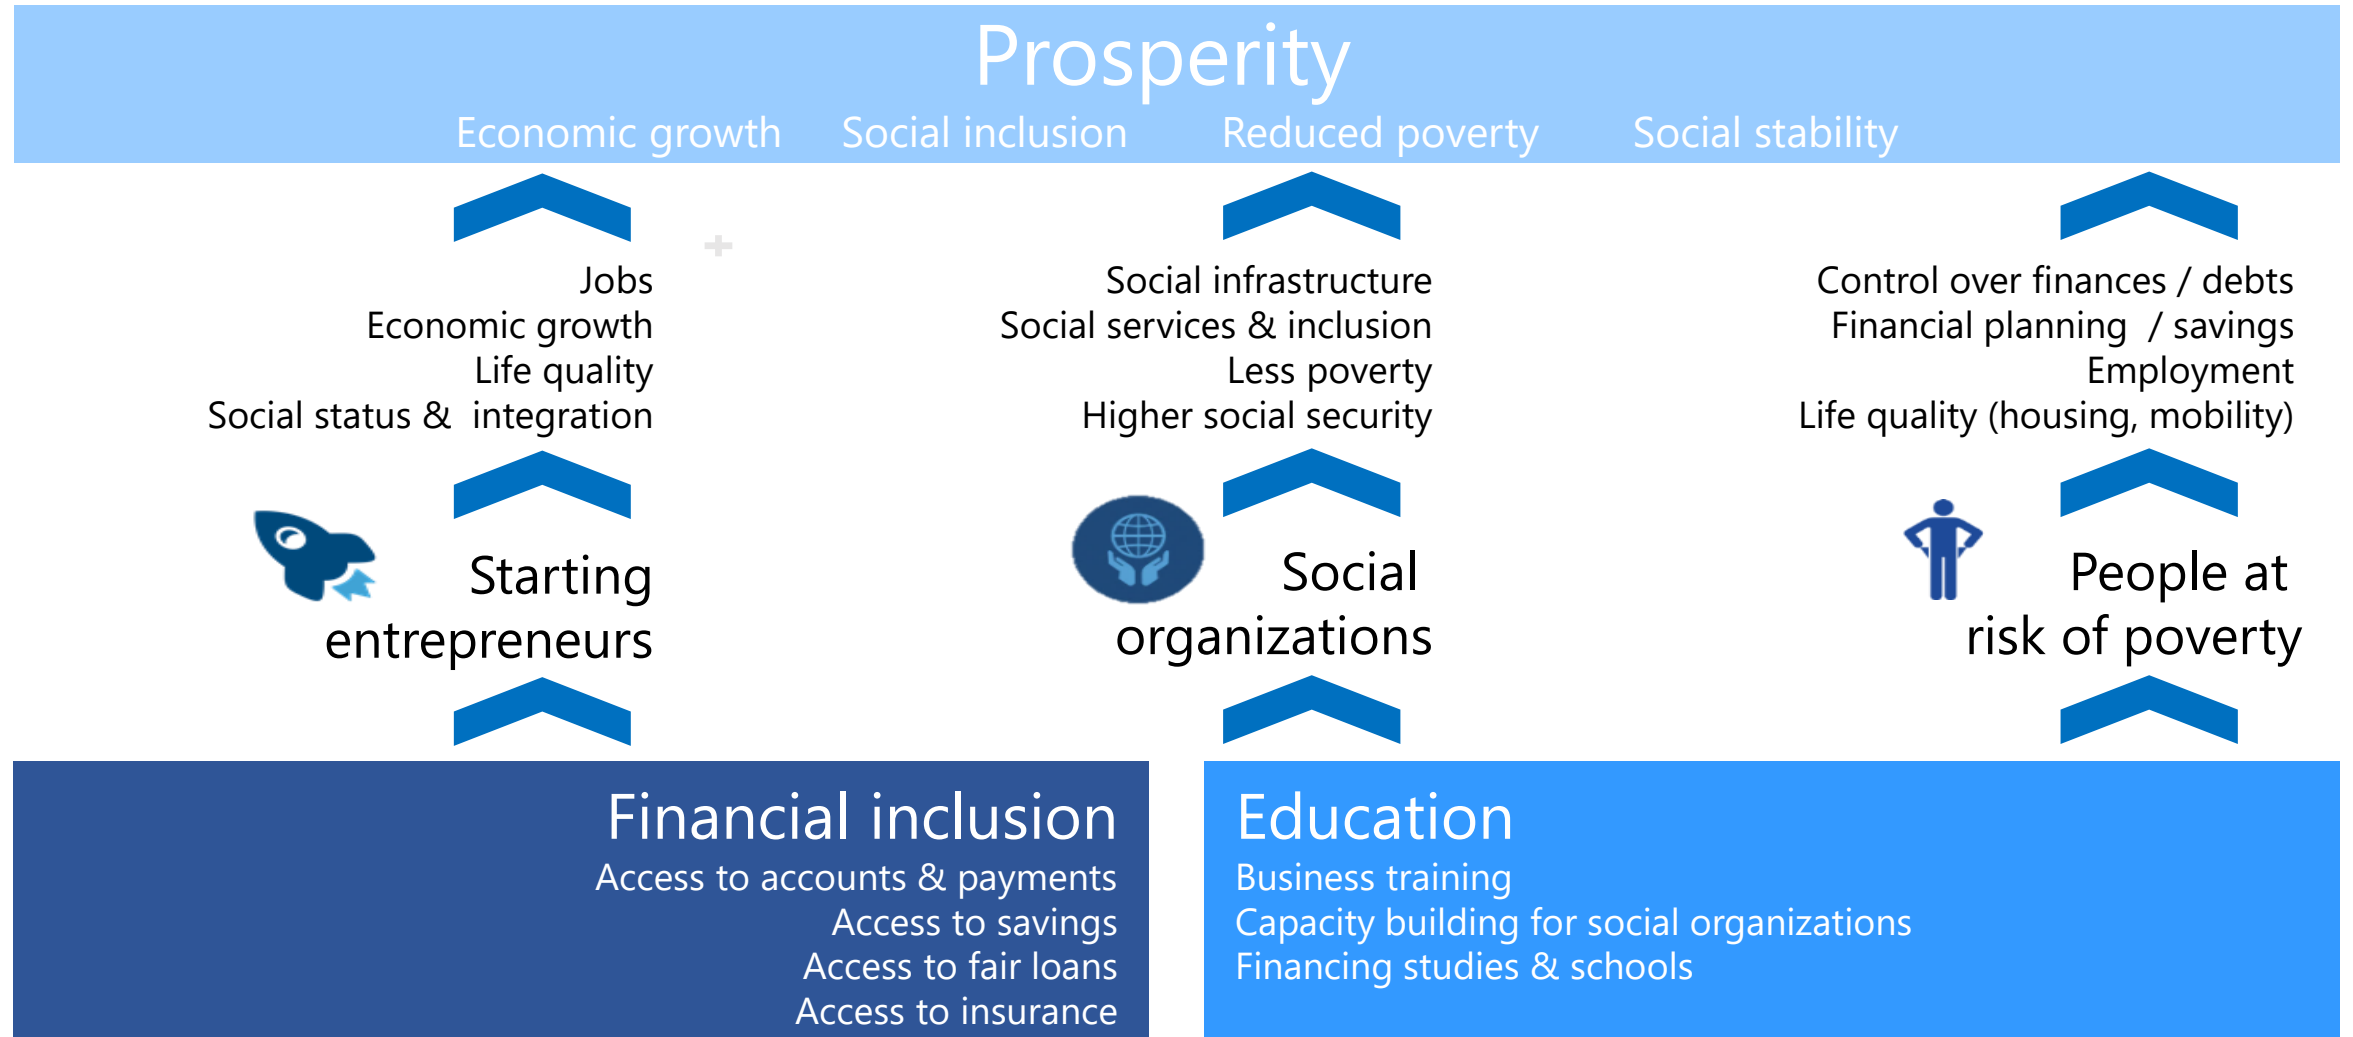 Prosperity
Economic growth Social inclusion Reduced poverty Social stability
Jobs
Economic growth
Life quality
Social status & integration
Social infrastructure
Social services & inclusion
Less poverty
Higher social security
Control over finances / debts
Financial planning / savings
Employment
Life quality (housing, mobility)
Starting
entrepreneurs
Social
organizations
People at
risk of poverty
Financial inclusion
Access to accounts & payments
Access to savings
Access to fair loans
Access to insurance
Education
Business training
Capacity building for social organizations
Financing studies & schools